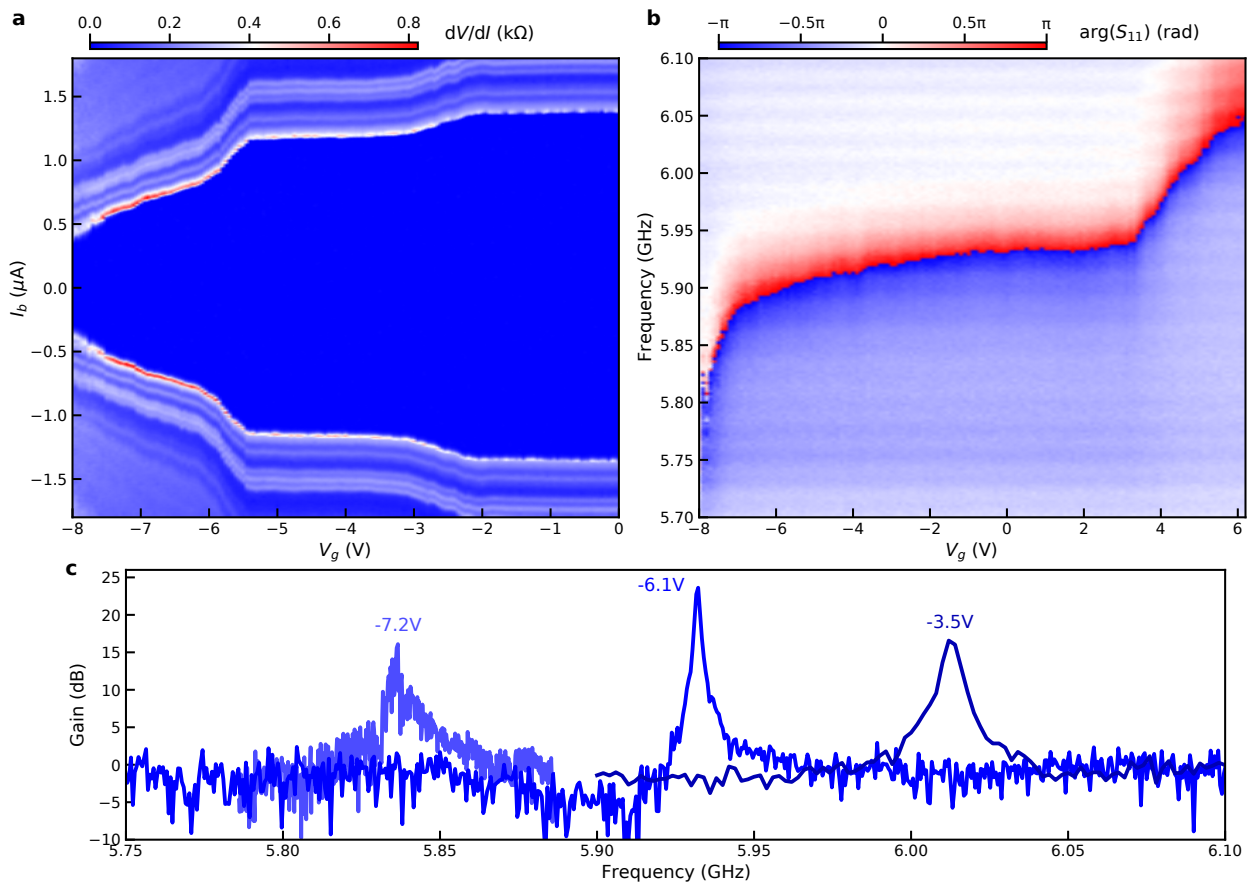 a
0.0 0.2 0.4 0.6 0.8
dV/dI (kΩ)
1.5
1.0
0.5
0.0
−0.5
−1.0
−1.5
I_b (μA)
−8 −7 −6 −5 −4 −3 −2 −1 0
V_g (V)
b
−π −0.5π 0 0.5π π
arg(S_11) (rad)
6.10
6.05
6.00
5.95
5.90
5.85
5.80
5.75
5.70
Frequency (GHz)
−8 −6 −4 −2 0 2 4 6
V_g (V)
c
25
20
15
10
5
0
−5
−10
Gain (dB)
-7.2V
-6.1V
-3.5V
5.75 5.80 5.85 5.90 5.95 6.00 6.05 6.10
Frequency (GHz)